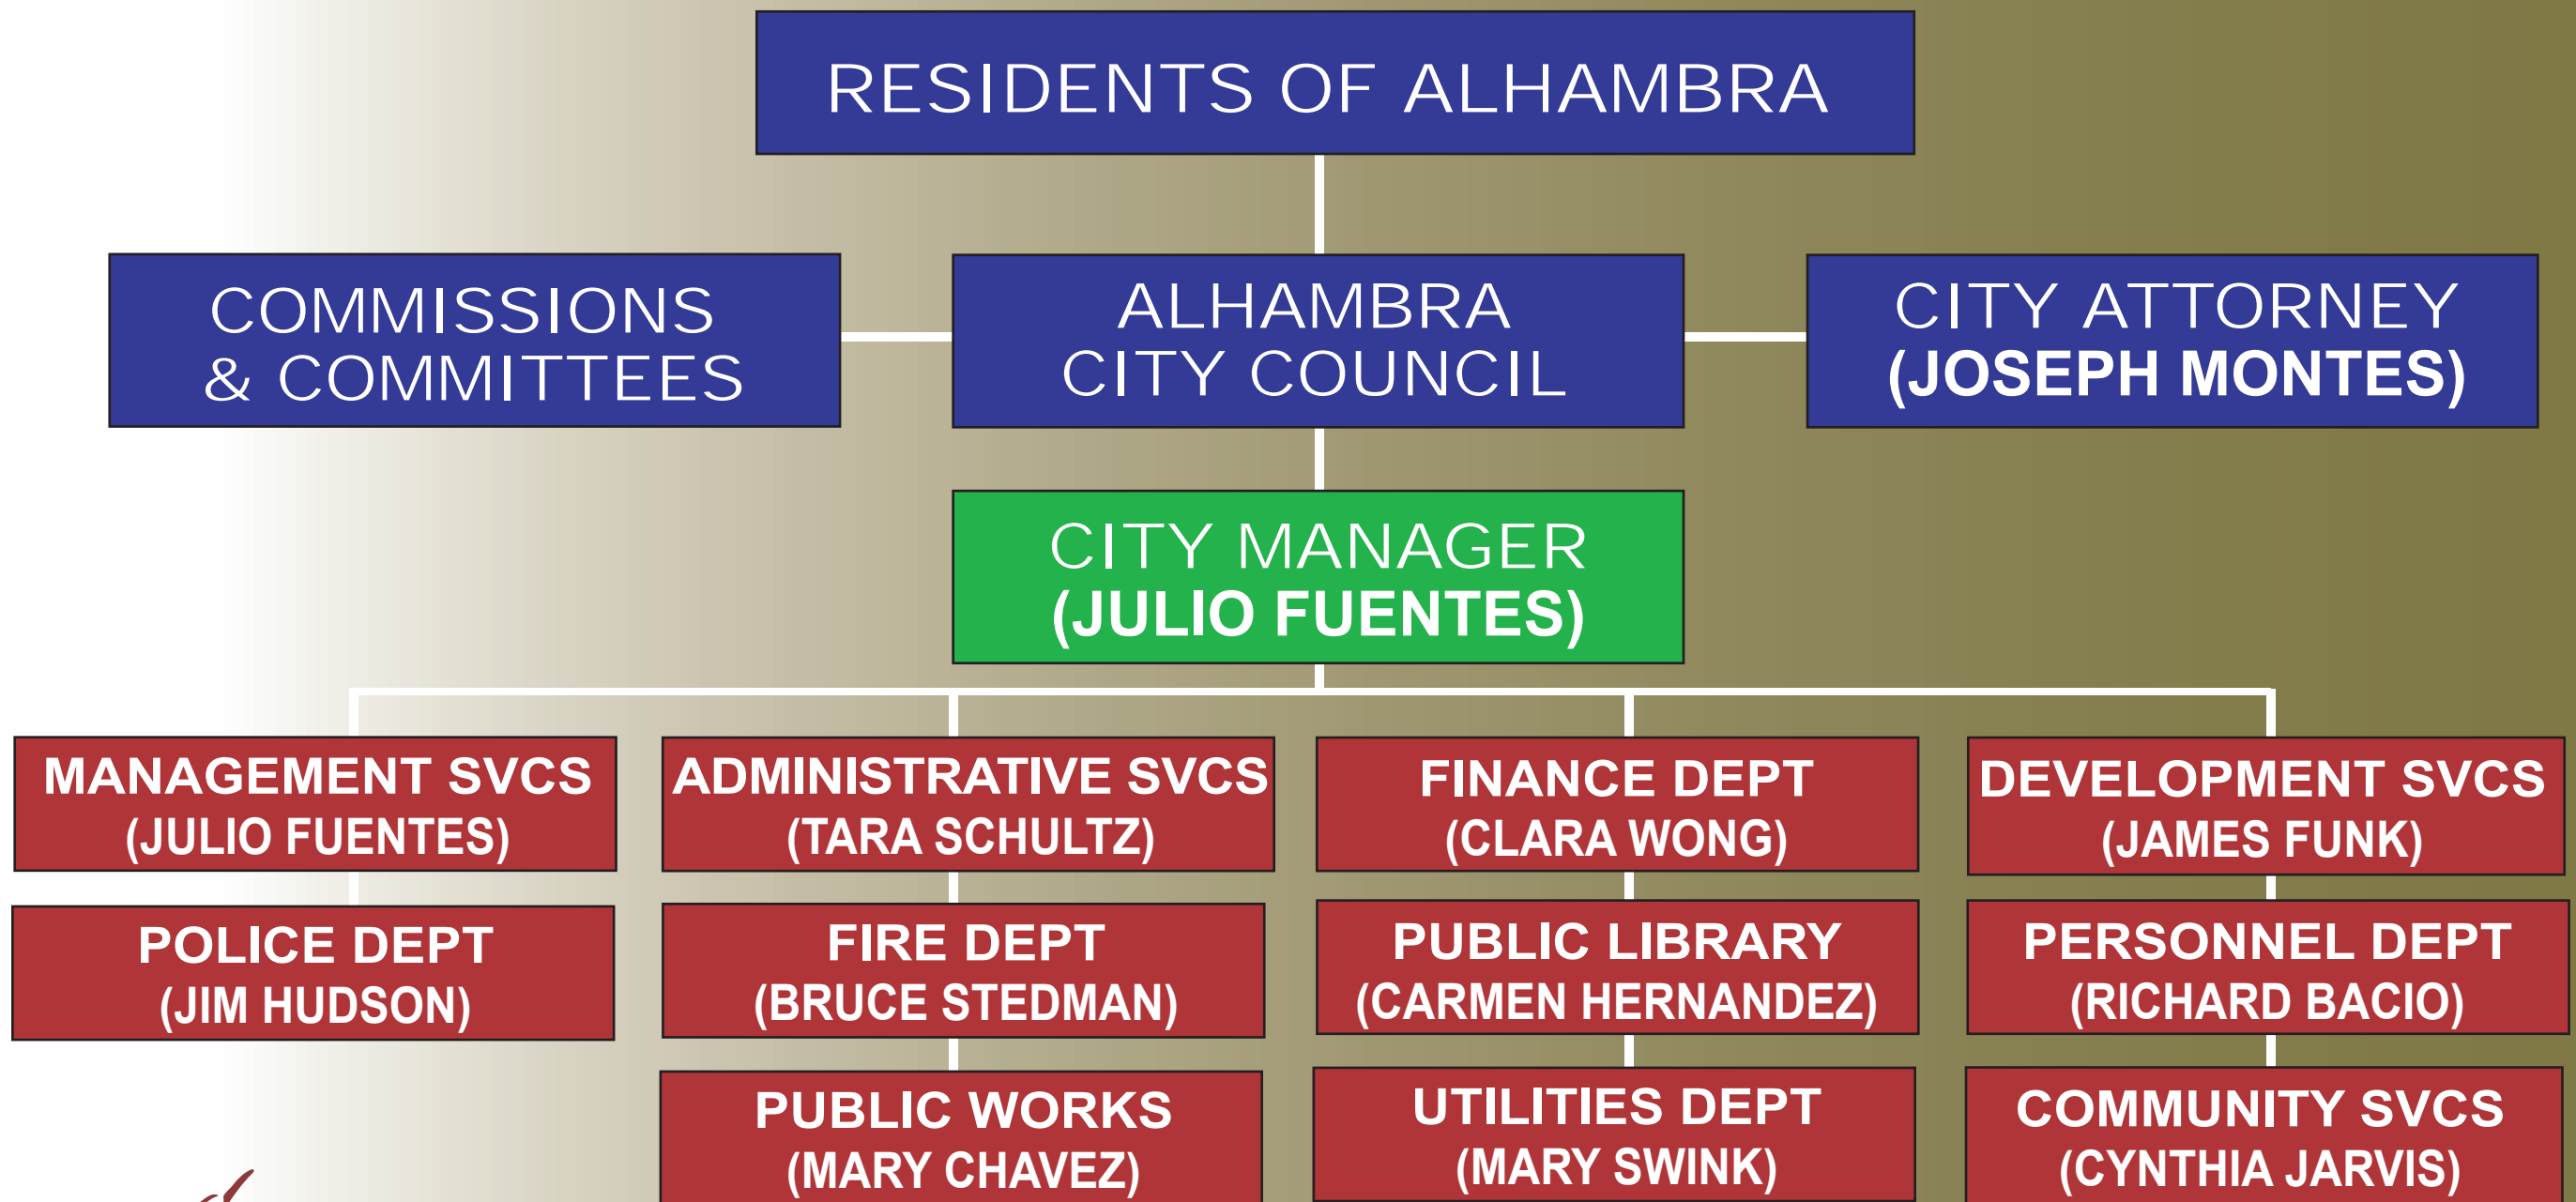 RESIDENTS OF ALHAMBRA
COMMISSIONS
& COMMITTEES
ALHAMBRA
CITY COUNCIL
CITY ATTORNEY
(JOSEPH MONTES)
CITY MANAGER
(JULIO FUENTES)
MANAGEMENT SVCS
(JULIO FUENTES)
ADMINISTRATIVE SVCS
(TARA SCHULTZ)
FINANCE DEPT
(CLARA WONG)
DEVELOPMENT SVCS
(JAMES FUNK)
POLICE DEPT
(JIM HUDSON)
FIRE DEPT
(BRUCE STEDMAN)
PUBLIC LIBRARY
(CARMEN HERNANDEZ)
PERSONNEL DEPT
(RICHARD BACIO)
PUBLIC WORKS
(MARY CHAVEZ)
UTILITIES DEPT
(MARY SWINK)
COMMUNITY SVCS
(CYNTHIA JARVIS)